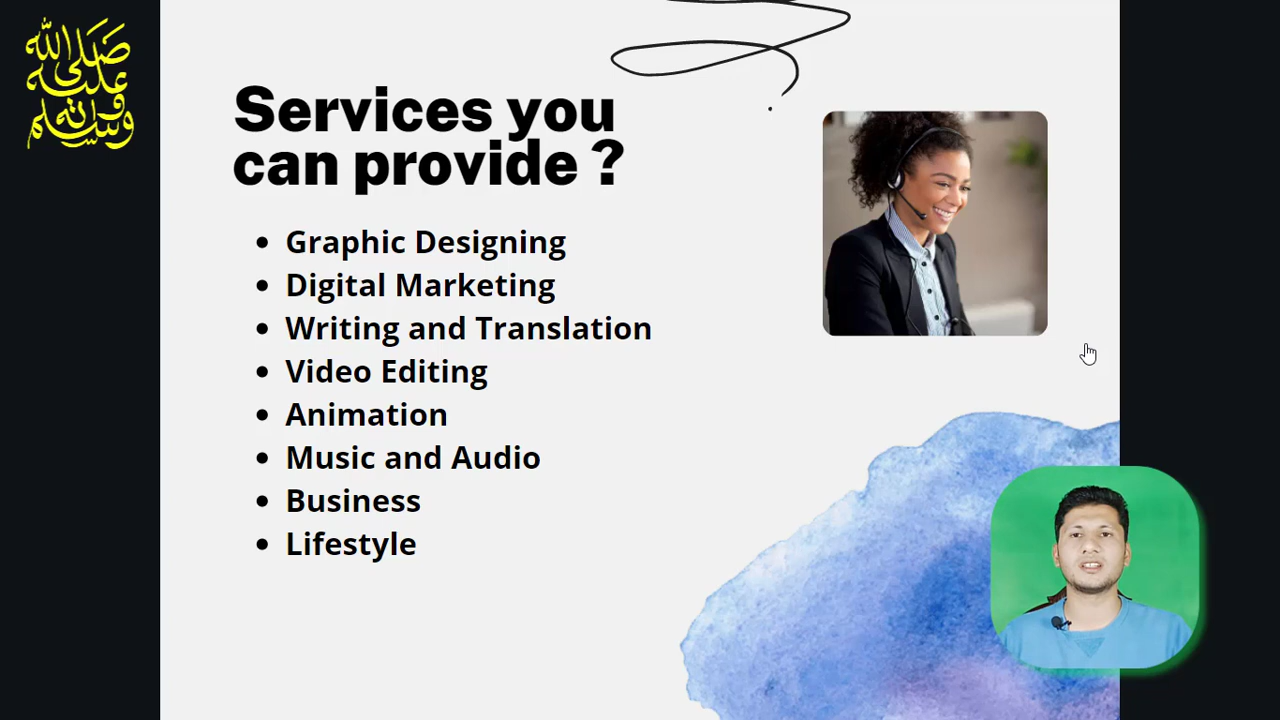 صلى الله
عليه
وآله
وسلم
Services you
can provide ?
• Graphic Designing
• Digital Marketing
• Writing and Translation
• Video Editing
• Animation
• Music and Audio
• Business
• Lifestyle